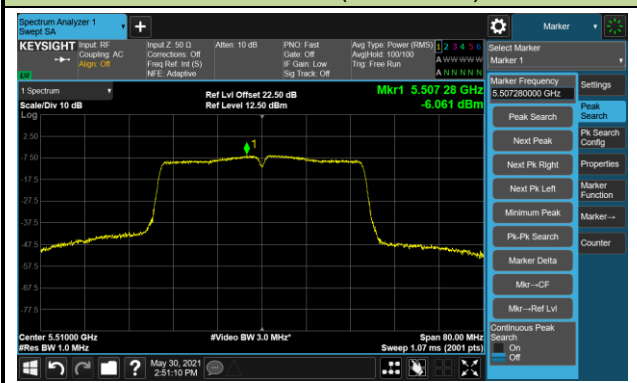 Spectrum Analyzer 1
Swept SA
Marker
KEYSIGHT
Input: RF
Coupling: AC
Align: Off
Input Z: 50 Ω
Corrections: Off
Freq Ref: Int (S)
NFE: Adaptive
Atten: 10 dB
PNO: Fast
Gate: Off
IF Gain: Low
Sig Track: Off
Avg Type: Power (RMS)
Avg|Hold: 100/100
Trig: Free Run
1 2 3 4 5 6
A W W W W W
A N N N N N
Select Marker
Marker 1
1 Spectrum
Scale/Div 10 dB
Log
Ref Lvl Offset 22.50 dB
Ref Level 12.50 dBm
Mkr1 5.507 28 GHz
-6.061 dBm
2.50
-7.50
-17.5
-27.5
-37.5
-47.5
-57.5
-67.5
-77.5
1
Center 5.51000 GHz
#Res BW 1.0 MHz
#Video BW 3.0 MHz*
Span 80.00 MHz
Sweep 1.07 ms (2001 pts)
Marker Frequency
5.507280000 GHz
Peak Search
Next Peak
Next Pk Right
Next Pk Left
Minimum Peak
Pk-Pk Search
Marker Delta
Mkr→CF
Mkr→Ref Lvl
Continuous Peak
Search
On
Off
Settings
Peak
Search
Pk Search
Config
Properties
Marker
Function
Marker→
Counter
May 30, 2021
2:51:10 PM